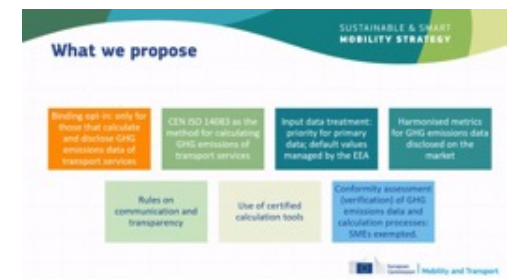 SUSTAINABLE & SMART
MOBILITY STRATEGY
What we propose
Binding opt-in: only for
those that calculate
and disclose GHG
emissions data of
transport services
CEN ISO 14083 as the
method for calculating
GHG emissions of
transport services
Input data treatment:
priority for primary
data; default values
managed by the EEA
Harmonised metrics
for GHG emissions data
disclosed on the
market
Rules on
communication and
transparency
Use of certified
calculation tools
Conformity assessment
(verification) of GHG
emissions data and
calculation processes:
SMEs exempted.
European
Commission
Mobility and Transport